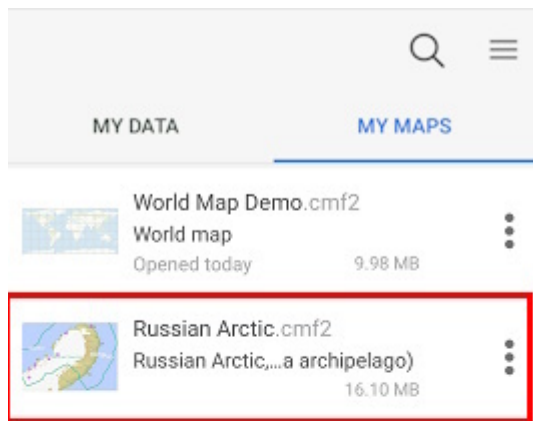 MY DATA MY MAPS
World Map Demo.cmf2
World map
Opened today 9.98 MB
Russian Arctic.cmf2
Russian Arctic,...a archipelago)
16.10 MB